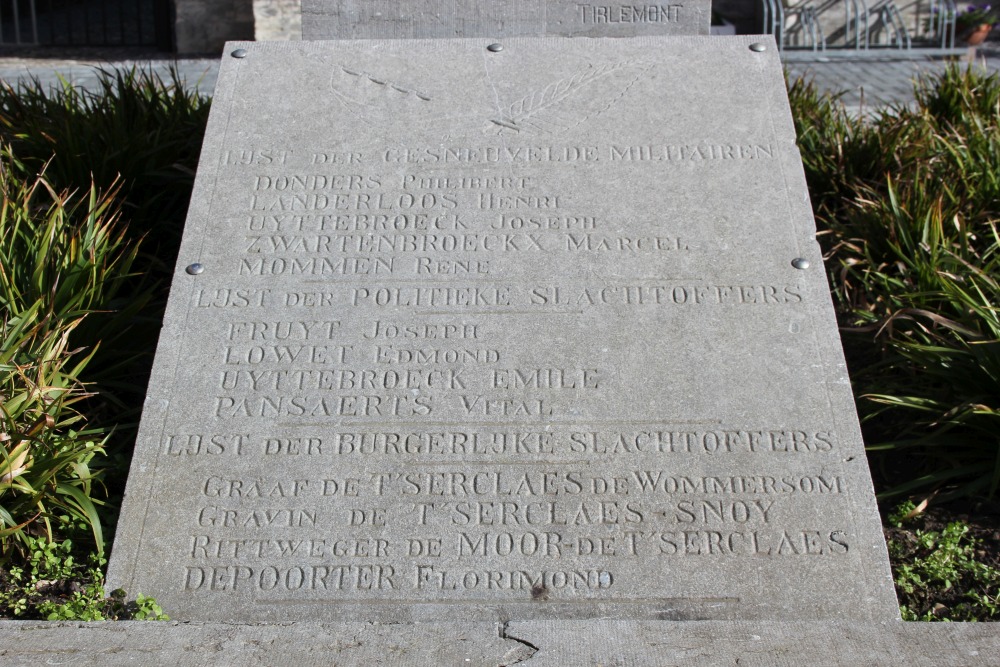 TIRLEMONT
LIJST DER GESNEUVELDE MILITAIREN
DONDERS PHILIBERT
LANDERLOOS HENRI
UYTTEBROECK JOSEPH
ZWARTENBROECKX MARCEL
MOMMEN RENE
LIJST DER POLITIEKE SLACHTOFFERS
FRUYT JOSEPH
LOWET EDMOND
UYTTEBROECK EMILE
PANSAERTS VITAL
LIJST DER BURGERLIJKE SLACHTOFFERS
GRAAF DE T'SERCLAES DE WOMMERSOM
GRAVIN DE T'SERCLAES SNOY
RITTWEGER DE MOOR-DE T'SERCLAES
DEPOORTER FLORIMOND